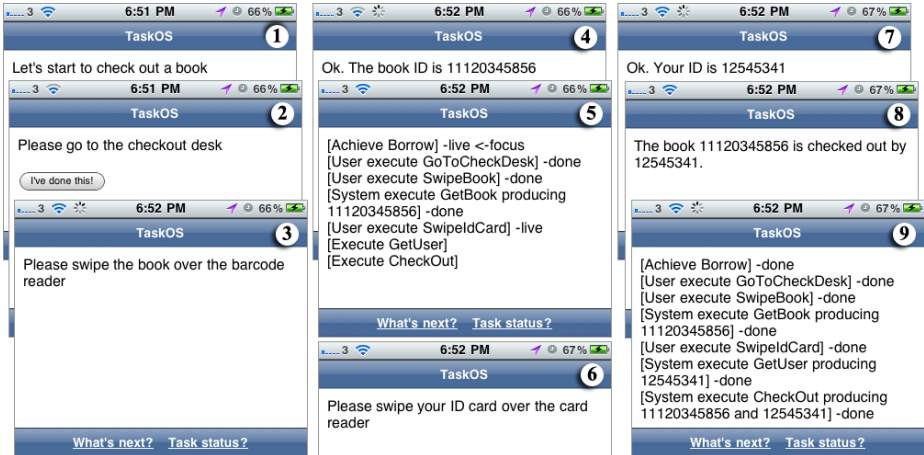 3 6:51 PM 66%
TaskOS 1
Let's start to check out a book
3 6:51 PM 66%
TaskOS 2
Please go to the checkout desk
I've done this!
3 6:52 PM 66%
TaskOS 3
Please swipe the book over the barcode
reader
What's next? Task status?
3 6:52 PM 66%
TaskOS 4
Ok. The book ID is 11120345856
3 6:52 PM 66%
TaskOS 5
[Achieve Borrow] -live <-focus
[User execute GoToCheckDesk] -done
[User execute SwipeBook] -done
[System execute GetBook producing
11120345856] -done
[User execute SwipeIdCard] -live
[Execute GetUser]
[Execute CheckOut]
What's next? Task status?
3 6:52 PM 67%
TaskOS 6
Please swipe your ID card over the card
reader
3 6:52 PM 67%
TaskOS 7
Ok. Your ID is 12545341
3 6:52 PM 67%
TaskOS 8
The book 11120345856 is checked out by
12545341.
3 6:52 PM 67%
TaskOS 9
[Achieve Borrow] -done
[User execute GoToCheckDesk] -done
[User execute SwipeBook] -done
[System execute GetBook producing
11120345856] -done
[User execute SwipeIdCard] -done
[System execute GetUser producing
12545341] -done
[System execute CheckOut producing
11120345856 and 12545341] -done
What's next? Task status?